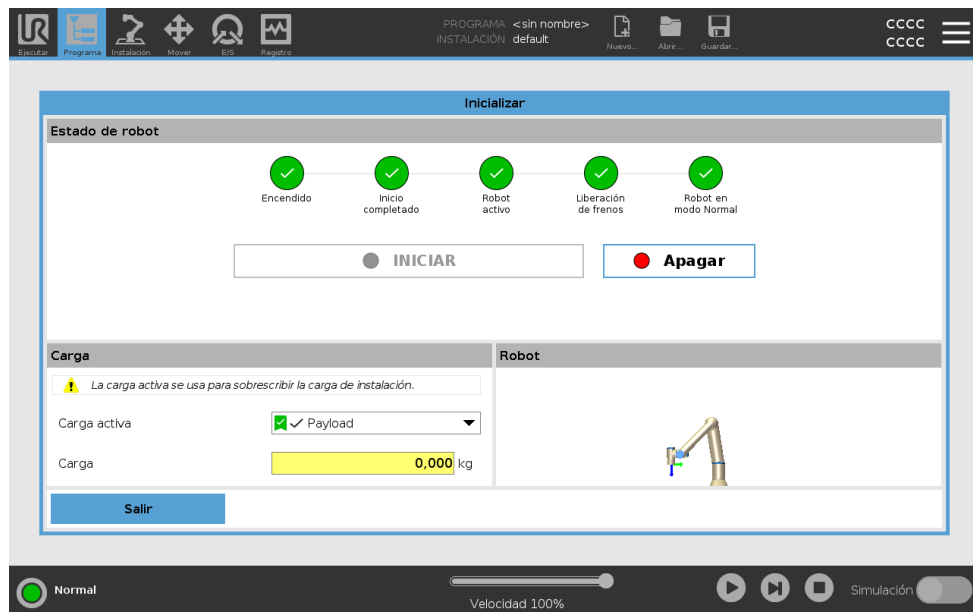 UR
PROGRAMA <sin nombre>
INSTALACIÓN default
CCCC
CCCC
Ejecutar Programa Instalación Mover E/S Registro Nuevo... Abrir... Guardar...
Inicializar
Estado de robot
Encendido
Inicio
completado
Robot
activo
Liberación
de frenos
Robot en
modo Normal
INICIAR
Apagar
Carga
Robot
La carga activa se usa para sobrescribir la carga de instalación.
Carga activa
Payload
Carga
0,000 kg
Salir
Normal
Velocidad 100%
Simulación